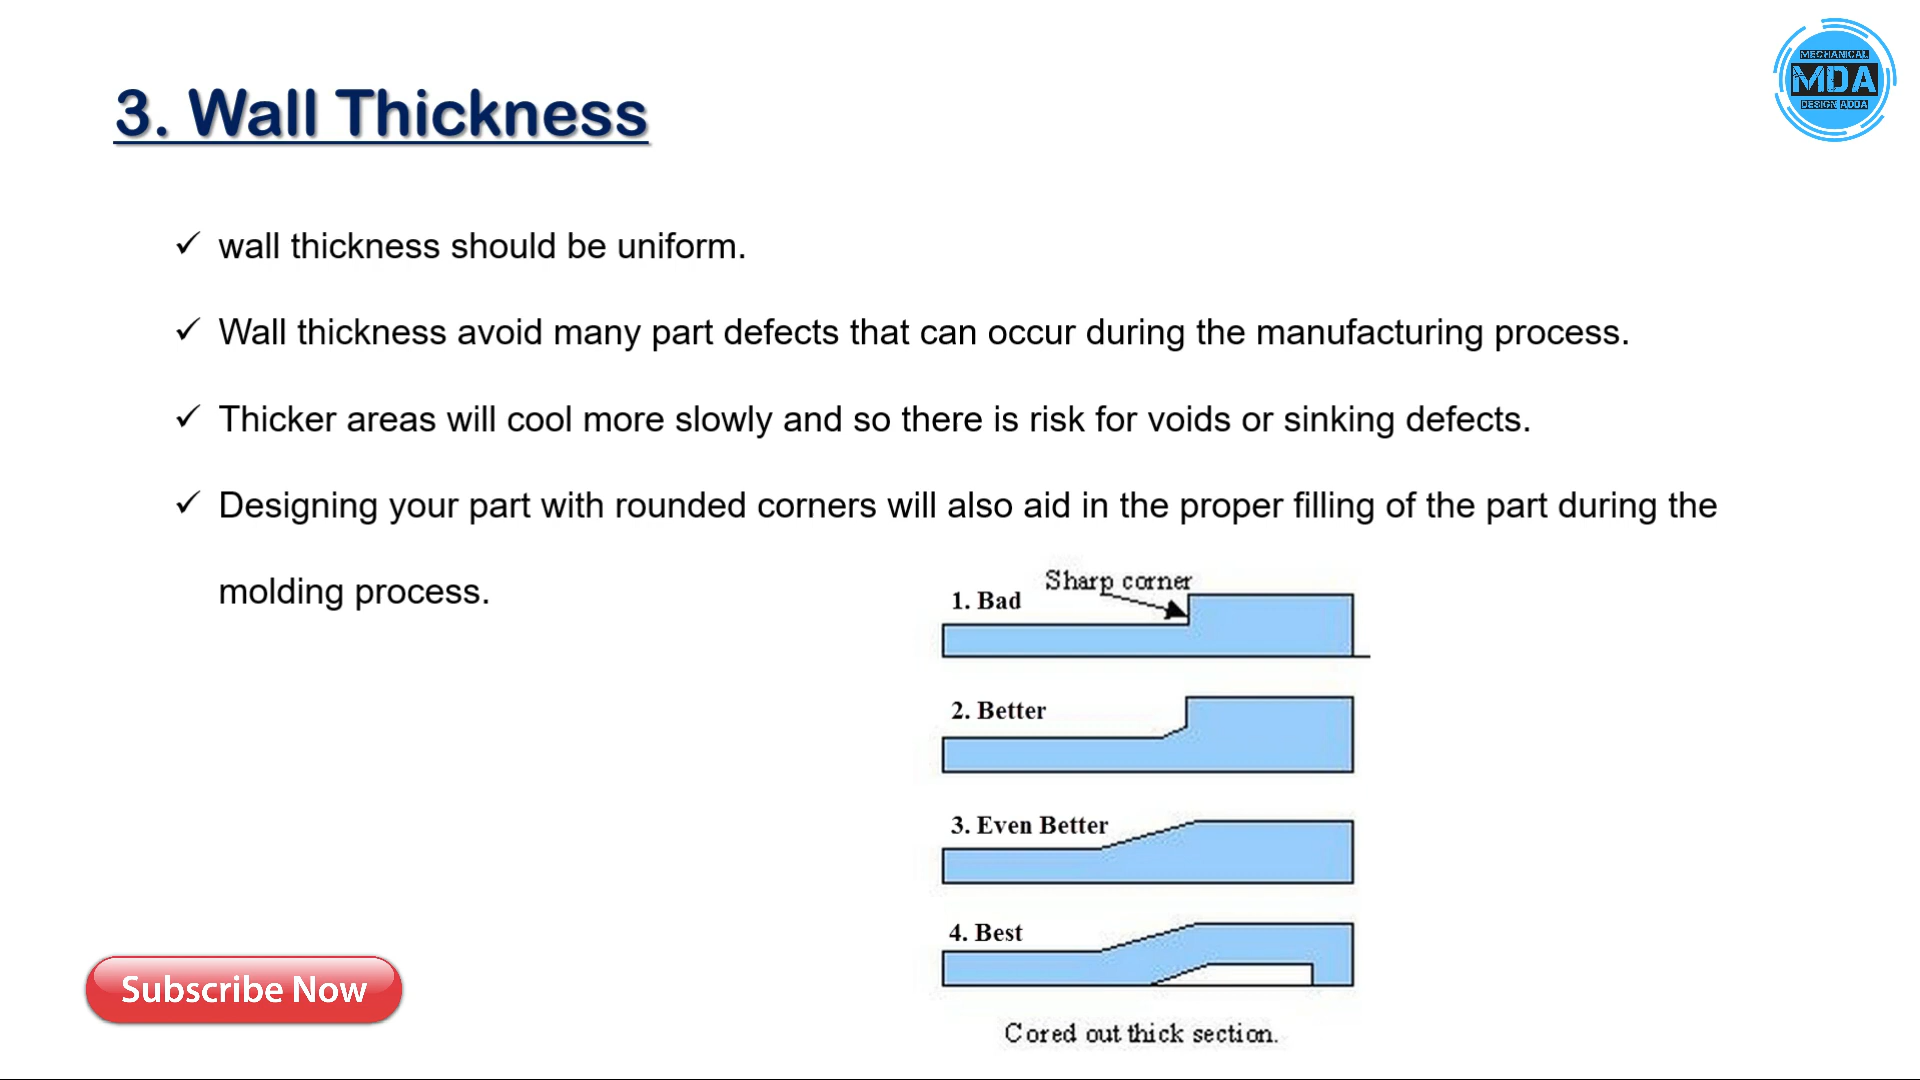 MECHANICAL
MDA
DESIGN ADDA
3. Wall Thickness
wall thickness should be uniform.
Wall thickness avoid many part defects that can occur during the manufacturing process.
Thicker areas will cool more slowly and so there is risk for voids or sinking defects.
Designing your part with rounded corners will also aid in the proper filling of the part during the
molding process.
Sharp corner
1. Bad
2. Better
3. Even Better
4. Best
Cored out thick section.
Subscribe Now